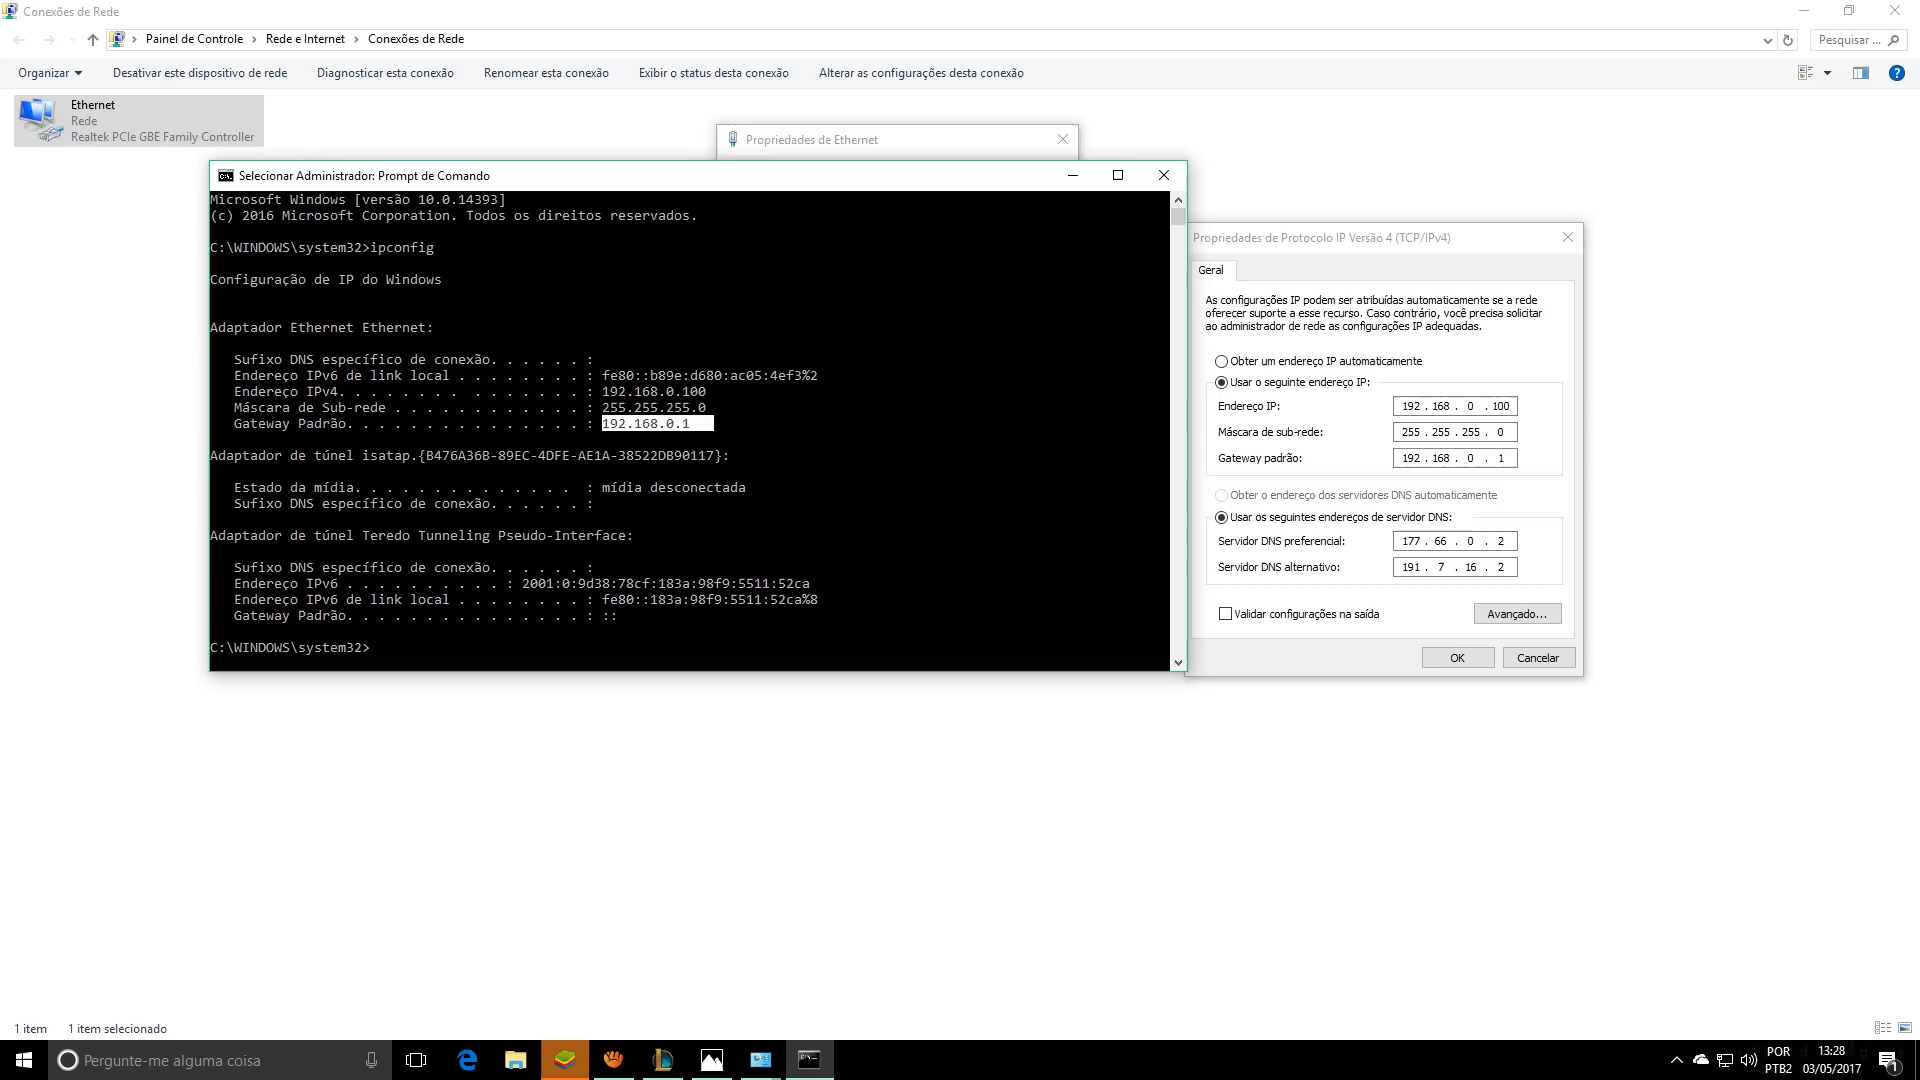 Conexões de Rede
Painel de Controle > Rede e Internet > Conexões de Rede
Pesquisar ...
Organizar
Desativar este dispositivo de rede
Diagnosticar esta conexão
Renomear esta conexão
Exibir o status desta conexão
Alterar as configurações desta conexão
Ethernet
Rede
Realtek PCIe GBE Family Controller
Propriedades de Ethernet
Selecionar Administrador: Prompt de Comando
Microsoft Windows [versão 10.0.14393]
(c) 2016 Microsoft Corporation. Todos os direitos reservados.
C:\WINDOWS\system32>ipconfig
Configuração de IP do Windows
Adaptador Ethernet Ethernet:
Sufixo DNS específico de conexão. . . . . . :
Endereço IPv6 de link local . . . . . . . . : fe80::b89e:d680:ac05:4ef3%2
Endereço IPv4. . . . . . . . . . . . . . . : 192.168.0.100
Máscara de Sub-rede . . . . . . . . . . . . : 255.255.255.0
Gateway Padrão. . . . . . . . . . . . . . . : 192.168.0.1
Adaptador de túnel isatap.{B476A36B-89EC-4DFE-AE1A-38522DB90117}:
Estado da mídia. . . . . . . . . . . . . . : mídia desconectada
Sufixo DNS específico de conexão. . . . . . :
Adaptador de túnel Teredo Tunneling Pseudo-Interface:
Sufixo DNS específico de conexão. . . . . . :
Endereço IPv6 . . . . . . . . . . : 2001:0:9d38:78cf:183a:98f9:5511:52ca
Endereço IPv6 de link local . . . . . . . . : fe80::183a:98f9:5511:52ca%8
Gateway Padrão. . . . . . . . . . . . . . . : ::
C:\WINDOWS\system32>
Propriedades de Protocolo IP Versão 4 (TCP/IPv4)
Geral
As configurações IP podem ser atribuídas automaticamente se a rede
oferecer suporte a esse recurso. Caso contrário, você precisa solicitar
ao administrador de rede as configurações IP adequadas.
Obter um endereço IP automaticamente
Usar o seguinte endereço IP:
Endereço IP: 192 . 168 . 0 . 100
Máscara de sub-rede: 255 . 255 . 255 . 0
Gateway padrão: 192 . 168 . 0 . 1
Obter o endereço dos servidores DNS automaticamente
Usar os seguintes endereços de servidor DNS:
Servidor DNS preferencial: 177 . 66 . 0 . 2
Servidor DNS alternativo: 191 . 7 . 16 . 2
Validar configurações na saída
Avançado...
OK
Cancelar
1 item
1 item selecionado
Pergunte-me alguma coisa
POR
PTB2
13:28
03/05/2017
1